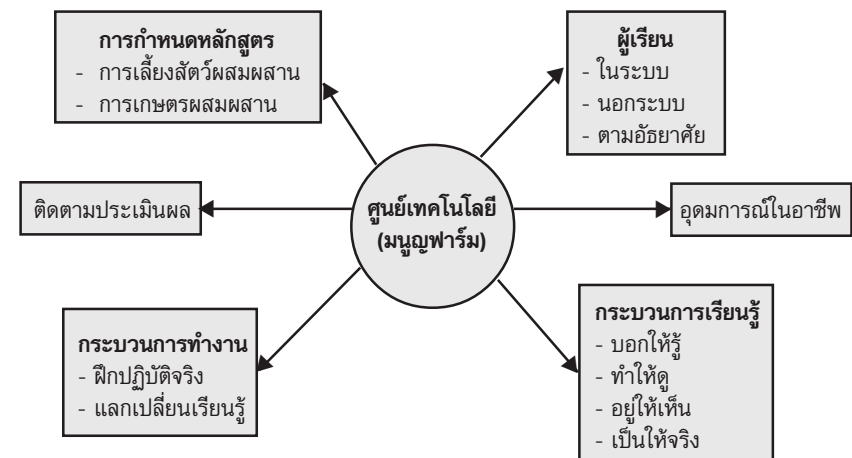 การกำหนดหลักสูตร
- การเลี้ยงสัตว์ผสมผสาน
- การเกษตรผสมผสาน
ผู้เรียน
- ในระบบ
- นอกระบบ
- ตามอัธยาศัย
ติดตามประเมินผล
ศูนย์เทคโนโลยี
(มนูญฟาร์ม)
อุดมการณ์ในอาชีพ
กระบวนการทำงาน
- ฝึกปฏิบัติจริง
- แลกเปลี่ยนเรียนรู้
กระบวนการเรียนรู้
- บอกให้รู้
- ทำให้ดู
- อยู่ให้เห็น
- เป็นให้จริง